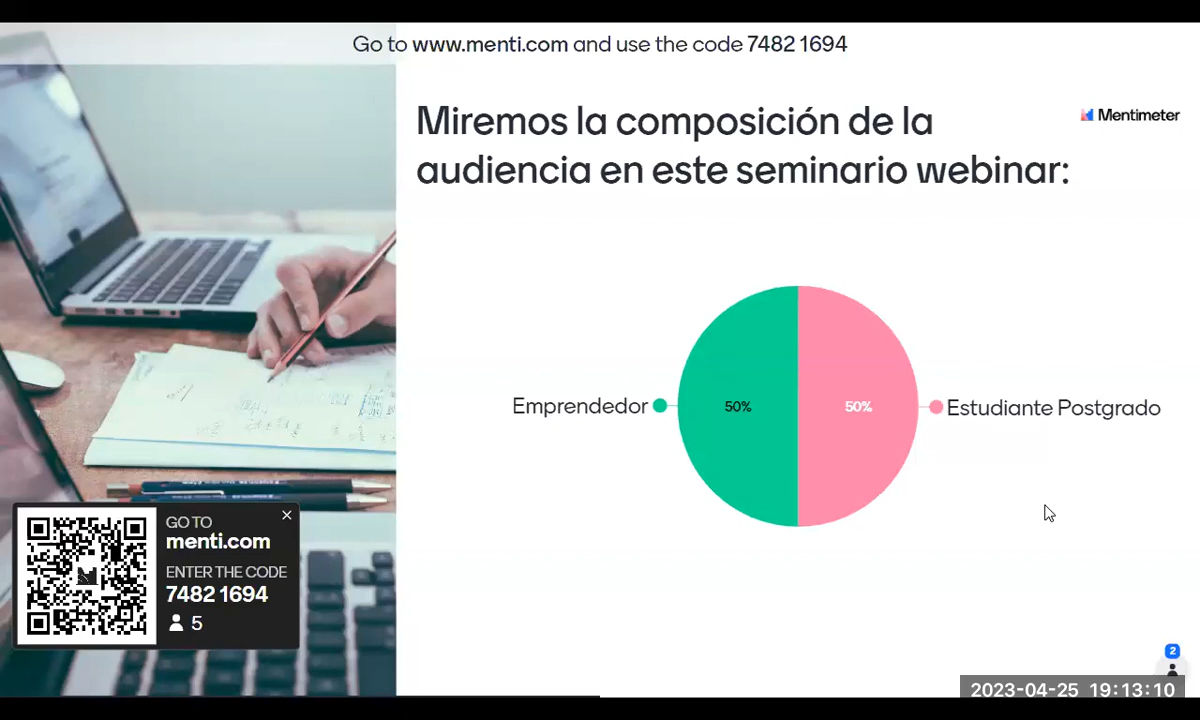 Go to www.menti.com and use the code 7482 1694
Miremos la composición de la
audiencia en este seminario webinar:
Mentimeter
Emprendedor
50%
50%
Estudiante Postgrado
GO TO
menti.com
ENTER THE CODE
7482 1694
5
2
2023-04-25 19:13:10